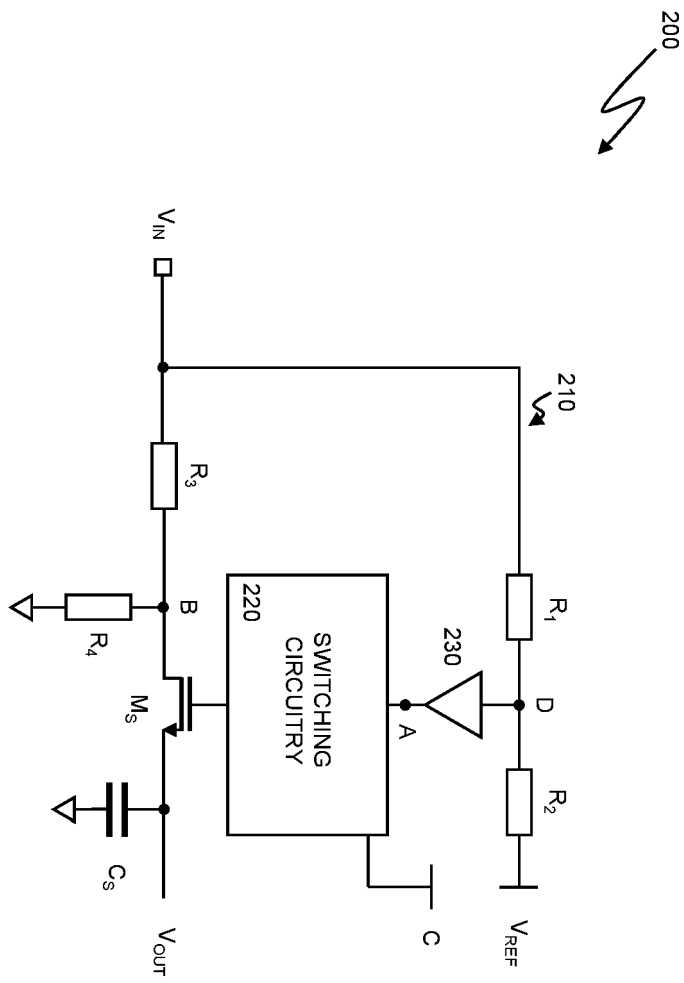 200
210
V_IN
R_1
D
R_2
V_REF
230
A
C
220
SWITCHING
CIRCUITRY
R_3
B
R_4
M_S
C_S
V_OUT